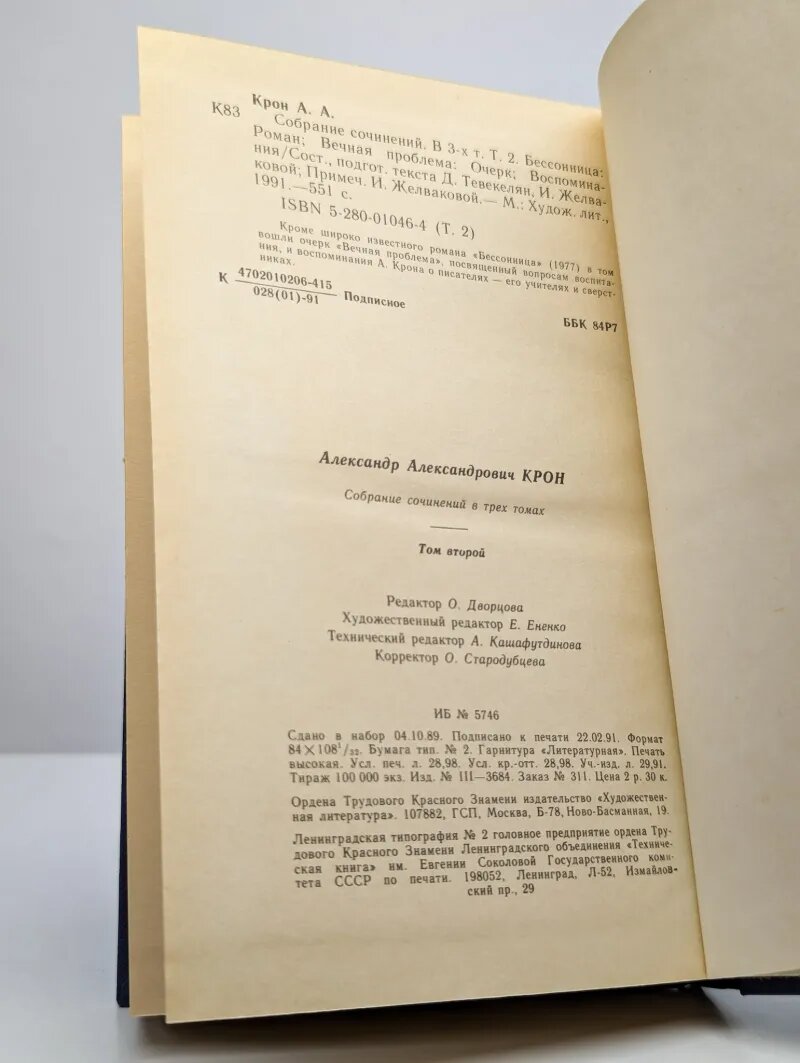 Крон А. А.
К83
Собрание сочинений. В 3-х т. Т. 2. Бессонница:
Роман; Вечная проблема: Очерк; Воспомина-
ния/Сост., подгот. текста Д. Тевекелян, И. Желва-
ковой; Примеч. И. Желваковой.— М.: Худож. лит.,
1991.—551 с.
ISBN 5-280-01046-4 (Т. 2)
Кроме широко известного романа «Бессонница» (1977) в том
вошли очерк «Вечная проблема», посвященный вопросам воспита-
ния, и воспоминания А. Крона о писателях — его учителях и сверст-
никах.
К 4702010206-415
028(01)-91 Подписное
ББК 84Р7
Александр Александрович КРОН
Собрание сочинений в трех томах
Том второй
Редактор О. Дворцова
Художественный редактор Е. Ененко
Технический редактор А. Кашафутдинова
Корректор О. Стародубцева
ИБ № 5746
Сдано в набор 04.10.89. Подписано к печати 22.02.91. Формат
84×108¹/₃₂. Бумага тип. № 2. Гарнитура «Литературная». Печать
высокая. Усл. печ. л. 28,98. Усл. кр.-отт. 28,98. Уч.-изд. л. 29,91.
Тираж 100 000 экз. Изд. № III—3684. Заказ № 311. Цена 2 р. 30 к.
Ордена Трудового Красного Знамени издательство «Художествен-
ная литература». 107882, ГСП, Москва, Б-78, Ново-Басманная, 19.
Ленинградская типография № 2 головное предприятие ордена Тру-
дового Красного Знамени Ленинградского объединения «Техниче-
ская книга» им. Евгении Соколовой Государственного коми-
тета СССР по печати. 198052, Ленинград, Л-52, Измайлов-
ский пр., 29